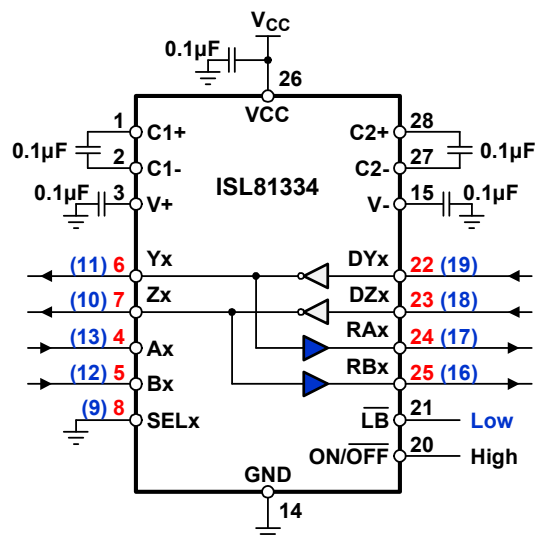 VCC
0.1µF
26
VCC
1 C1+ C2+ 28
0.1µF 0.1µF
2 C1- C2- 27
ISL81334
0.1µF 0.1µF
3 V+ V- 15
(11) 6 Yx DYx 22 (19)
(10) 7 Zx DZx 23 (18)
(13) 4 Ax RAx 24 (17)
(12) 5 Bx RBx 25 (16)
(9) 8 SELx LB 21 Low
ON/OFF 20 High
GND
14